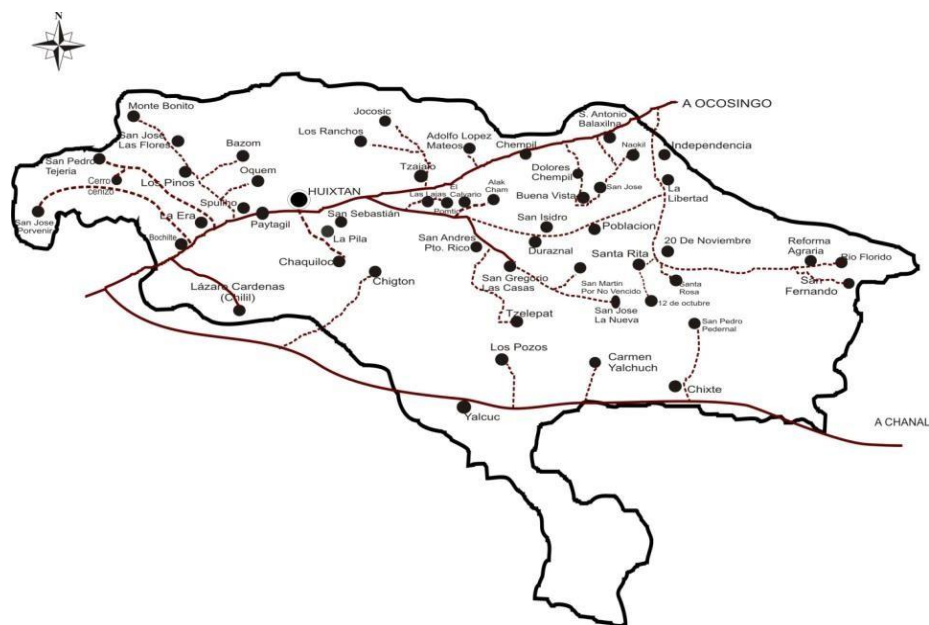 N
A OCOSINGO
Monte Bonito
Jocosic
S. Antonio
Balaxilna
San Jose
Las Flores
Bazom
Los Ranchos
Adolfo Lopez
Mateos
Chempil
Naokil
Independencia
San Pedro
Tejeria
Cerro
cenizo
Los Pinos
Oquem
Tzajalo
Dolores
Chempil
HUIXTAN
Las Lajas
El
Calvario
Alak
Cham
Buena Vista
San Jose
La
Libertad
San Jose
Porvenir
La Era
Spulho
Paytagil
San Sebastián
La Pila
San Isidro
Poblacion
Bochilte
San Andres
Pto. Rico
Duraznal
Santa Rita
20 De Noviembre
Reforma
Agraria
Rio Florido
Chaquiloc
Chigton
San Gregorio
Las Casas
San Martin
Por No Vencido
Santa
Rosa
San
Fernando
Lázaro Cardenas
(Chilil)
San Jose
La Nueva
12 de octubre
Tzelepat
San Pedro
Pedernal
Los Pozos
Carmen
Yalchuch
Chixte
Yalcuc
A CHANAL